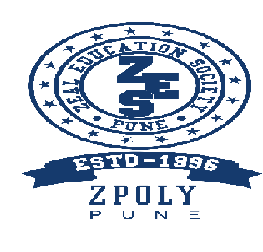 ZEAL EDUCATION SOCIETY
ZES
PUNE
ESTD-1996
ZPOLY
PUNE